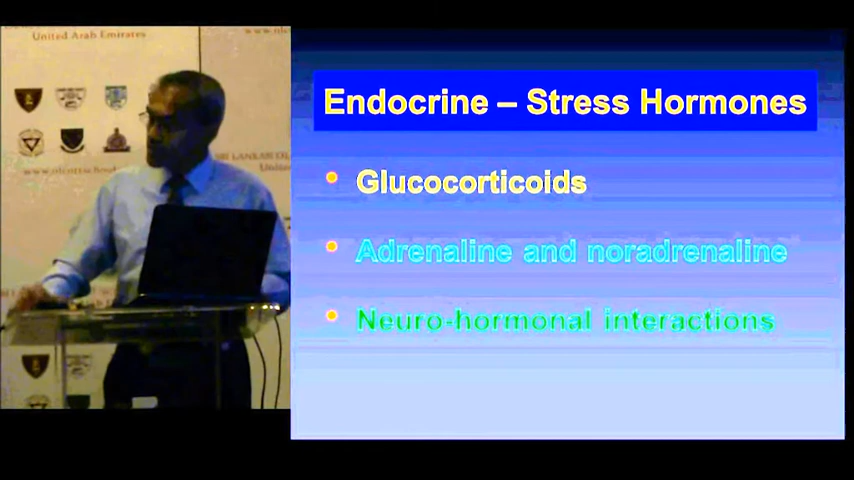 United Arab Emirates
Endocrine – Stress Hormones
Glucocorticoids
Adrenaline and noradrenaline
Neuro-hormonal interactions